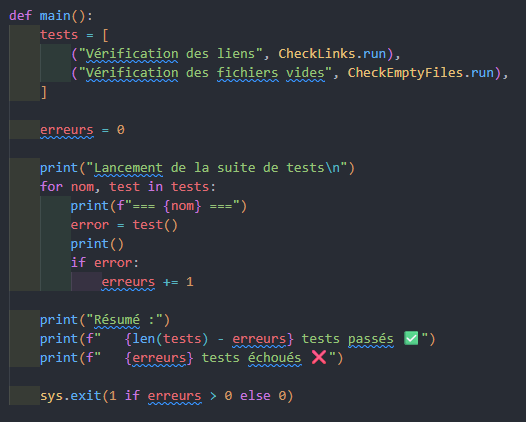 def main():
    tests = [
        ("Vérification des liens", CheckLinks.run),
        ("Vérification des fichiers vides", CheckEmptyFiles.run),
    ]

    erreurs = 0

    print("Lancement de la suite de tests\n")
    for nom, test in tests:
        print(f"=== {nom} ===")
        error = test()
        print()
        if error:
            erreurs += 1

    print("Résumé :")
    print(f"   {len(tests) - erreurs} tests passés ✅")
    print(f"   {erreurs} tests échoués ❌")

    sys.exit(1 if erreurs > 0 else 0)